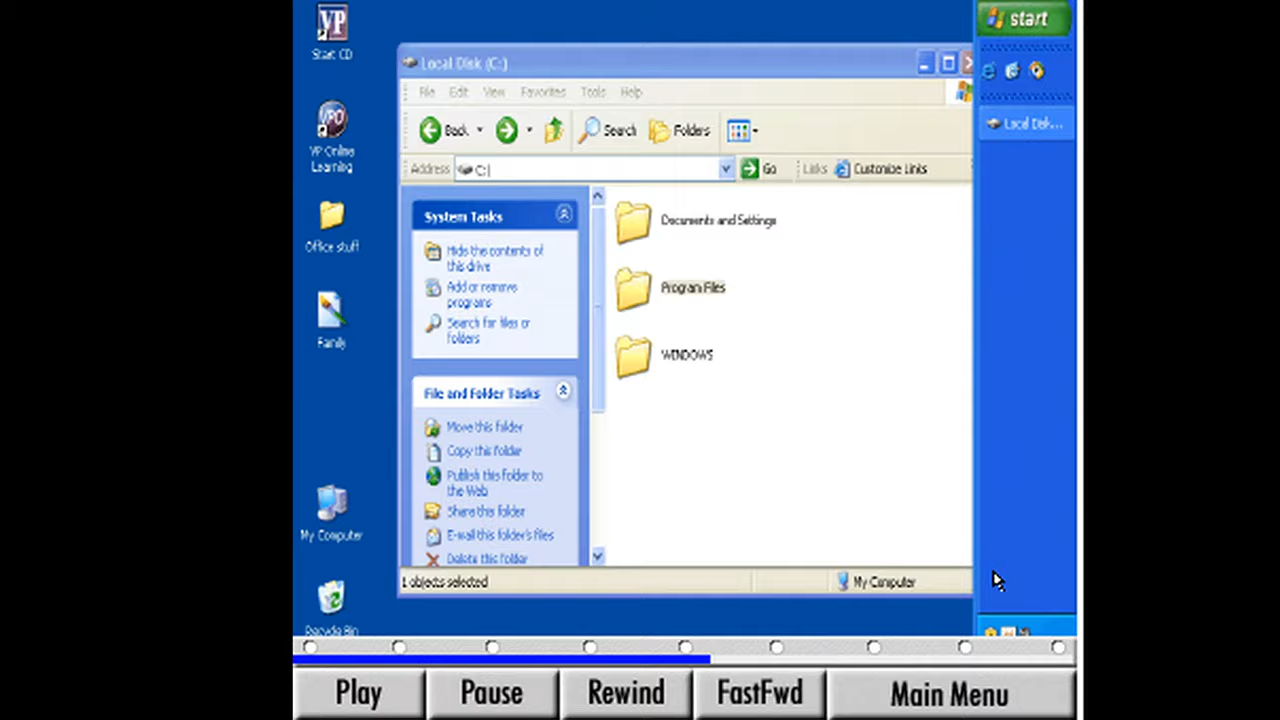 VP
Start CD
VPO
VP Online
Learning
Office stuff
Family
My Computer
Recycle Bin
Local Disk (C:)
File Edit View Favorites Tools Help
Back Search Folders
Address C:\ Go Links Customize Links
System Tasks
Hide the contents of
this drive
Add or remove
programs
Search for files or
folders
File and Folder Tasks
Move this folder
Copy this folder
Publish this folder to
the Web
Share this folder
E-mail this folder's files
Delete this folder
Documents and Settings
Program Files
WINDOWS
1 objects selected
My Computer
start
Local Disk...
Play Pause Rewind FastFwd Main Menu